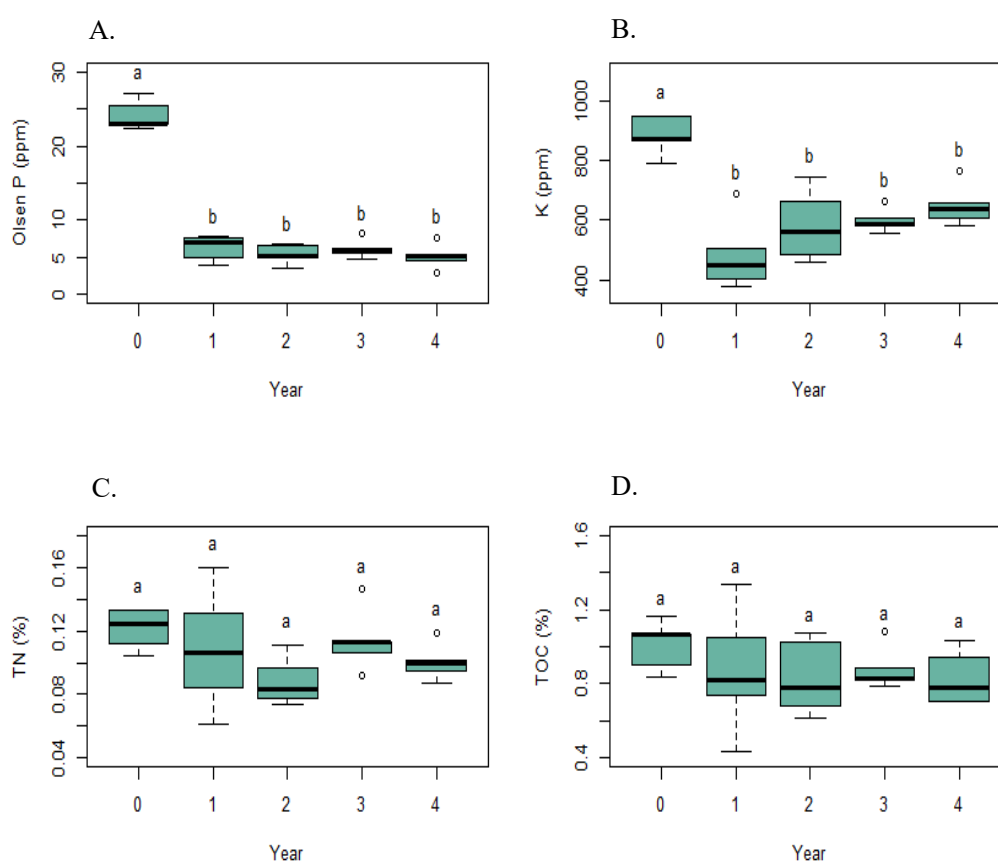 A.
Olsen P (ppm)
30
20
10
5
0
a
b
b
b
b
0 1 2 3 4
Year
B.
K (ppm)
1000
800
600
400
a
b
b
b
b
0 1 2 3 4
Year
C.
TN (%)
0.16
0.12
0.08
0.04
a
a
a
a
a
0 1 2 3 4
Year
D.
TOC (%)
1.6
1.2
0.8
0.4
a
a
a
a
a
0 1 2 3 4
Year